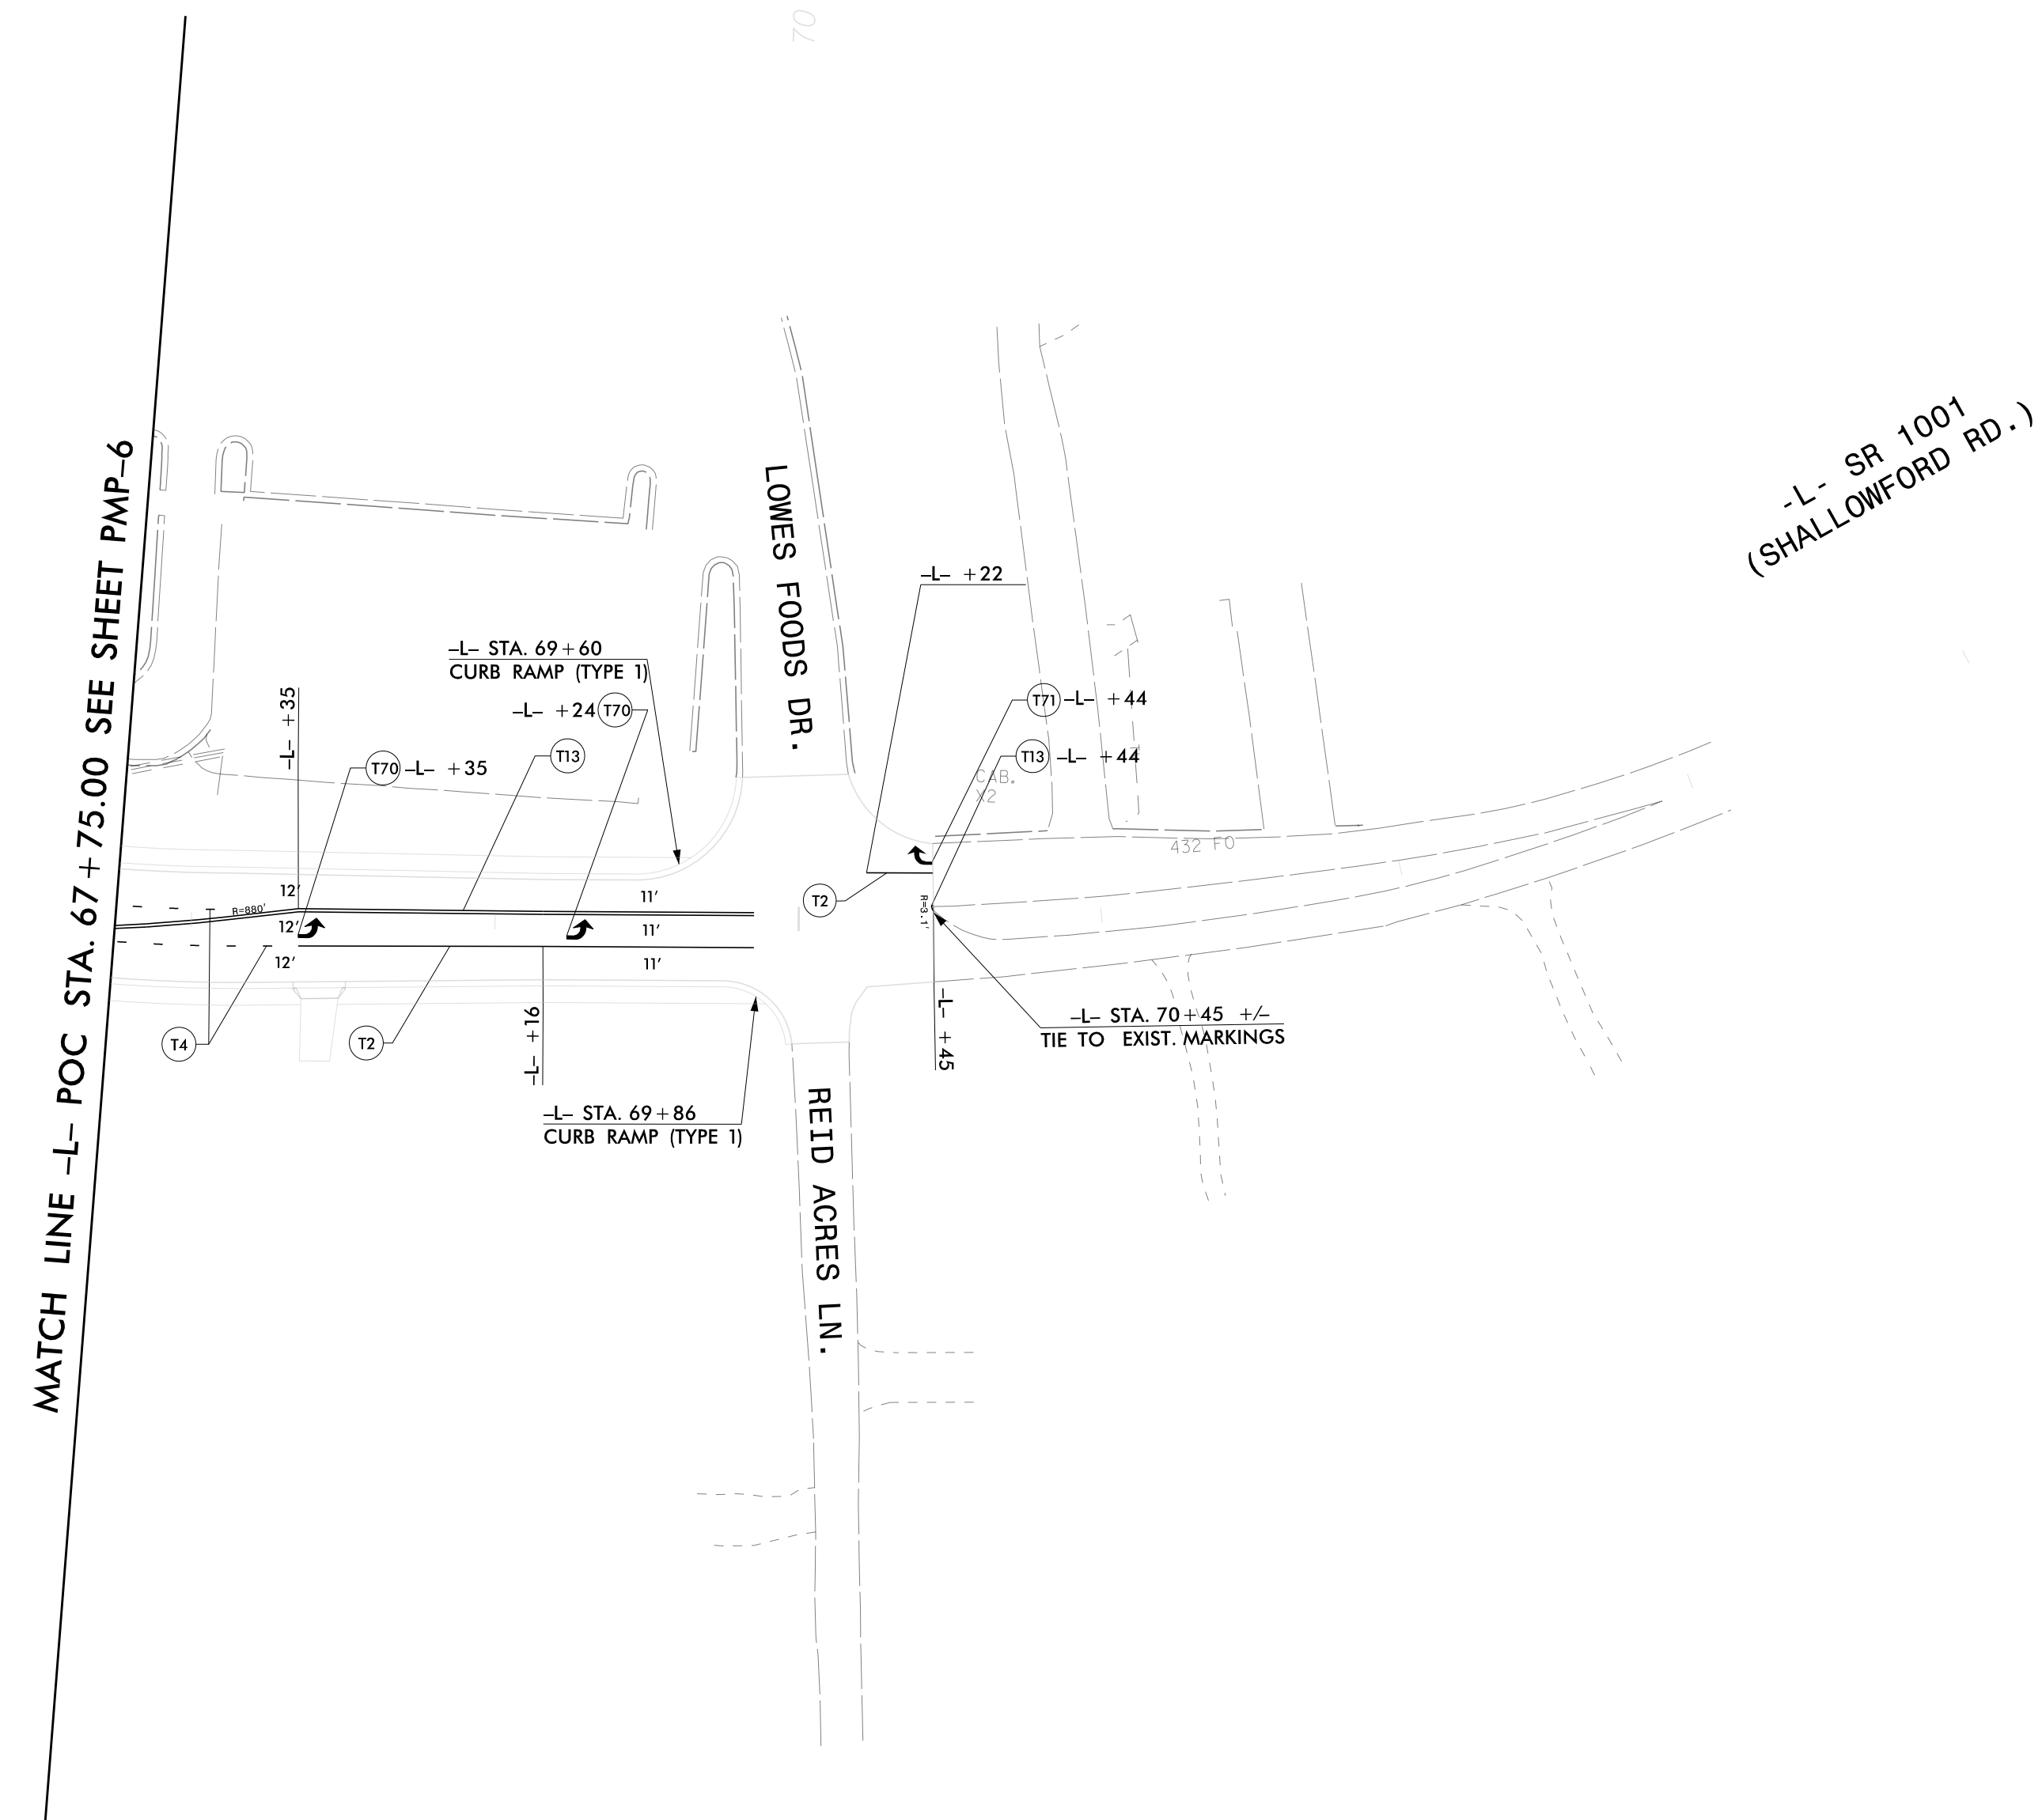 70
MATCH LINE –L– POC STA. 67+75.00 SEE SHEET PMP–6
-L- SR 1001
(SHALLOWFORD RD.)
LOWES FOODS DR.
–L– +22
–L– STA. 69+60
CURB RAMP (TYPE 1)
–L– +35
–L– +24 T70
T71 –L– +44
T70 –L– +35
T13
T13 –L– +44
CAB.
X2
432 FO
12'
11'
R=880'
T2
R=3.1'
12'
11'
12'
11'
T4
T2
–L– +16
–L– +45
–L– STA. 70+45 +/–
TIE TO EXIST. MARKINGS
–L– STA. 69+86
CURB RAMP (TYPE 1)
REID ACRES LN.